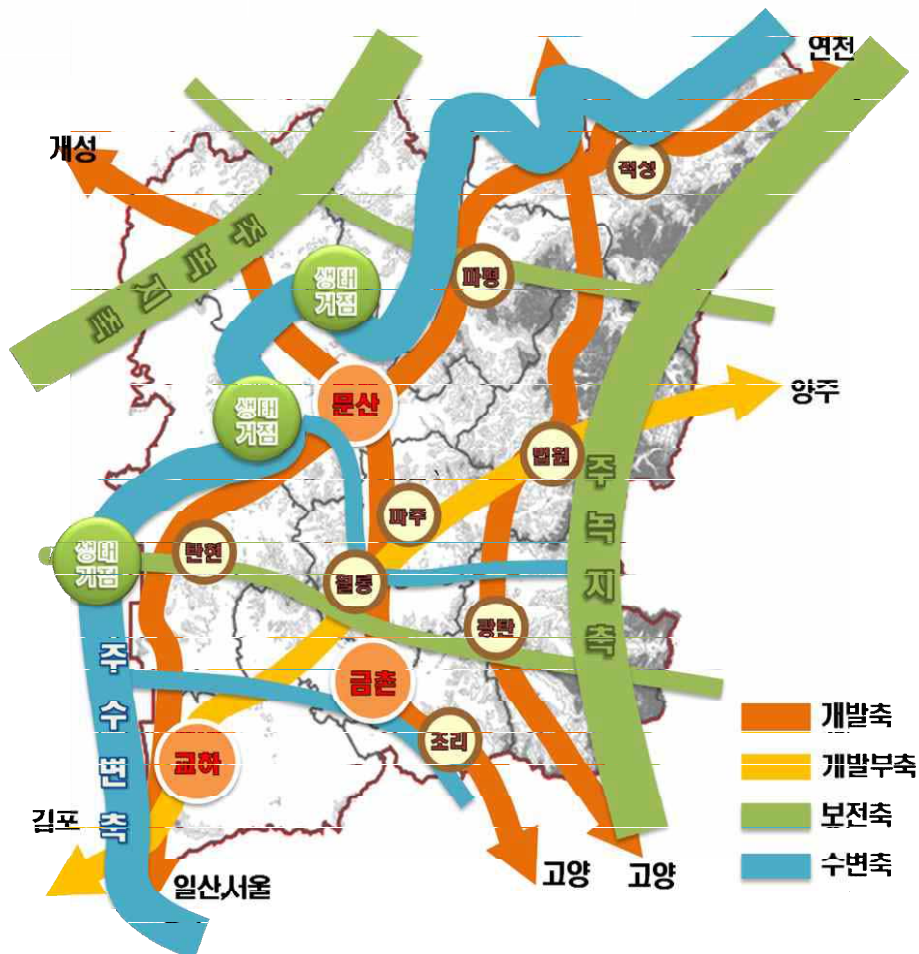 연천
개성
적성
주녹지축
생태
거점
파평
문산
양주
생태
거점
법원
주녹지축
파주
생태
거점
탄현
월롱
광탄
주수변축
금촌
개발축
조리
교하
개발부축
김포
보전축
수변축
고양
고양
일산,서울